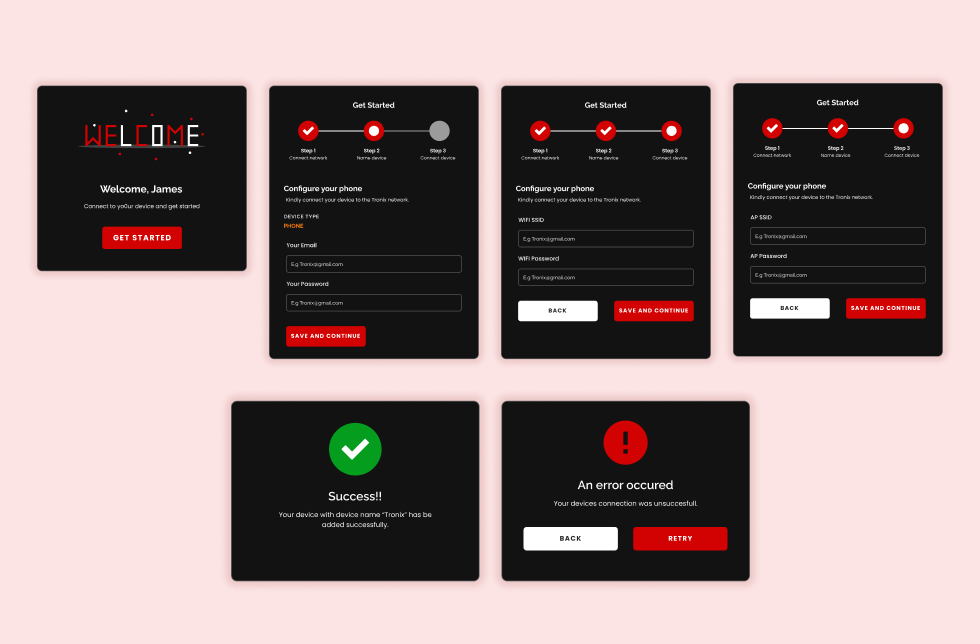 WELCOME
Welcome, James
Connect to yo0ur device and get started
GET STARTED
Get Started
Step 1
Connect network
Step 2
Name device
Step 3
Connect device
Configure your phone
Kindly connect your device to the Tronix network.
DEVICE TYPE
PHONE
Your Email
E.g Tronix@gmail.com
Your Password
E.g Tronix@gmail.com
SAVE AND CONTINUE
Get Started
Step 1
Connect network
Step 2
Name device
Step 3
Connect device
Configure your phone
Kindly connect your device to the Tronix network.
WIFI SSID
E.g Tronix@gmail.com
WIFI Password
E.g Tronix@gmail.com
BACK
SAVE AND CONTINUE
Get Started
Step 1
Connect network
Step 2
Name device
Step 3
Connect device
Configure your phone
Kindly connect your device to the Tronix network.
AP SSID
E.g Tronix@gmail.com
AP Password
E.g Tronix@gmail.com
BACK
SAVE AND CONTINUE
Success!!
Your device with device name “Tronix” has be
added successfully.
An error occured
Your devices connection was unsuccesfull.
BACK
RETRY